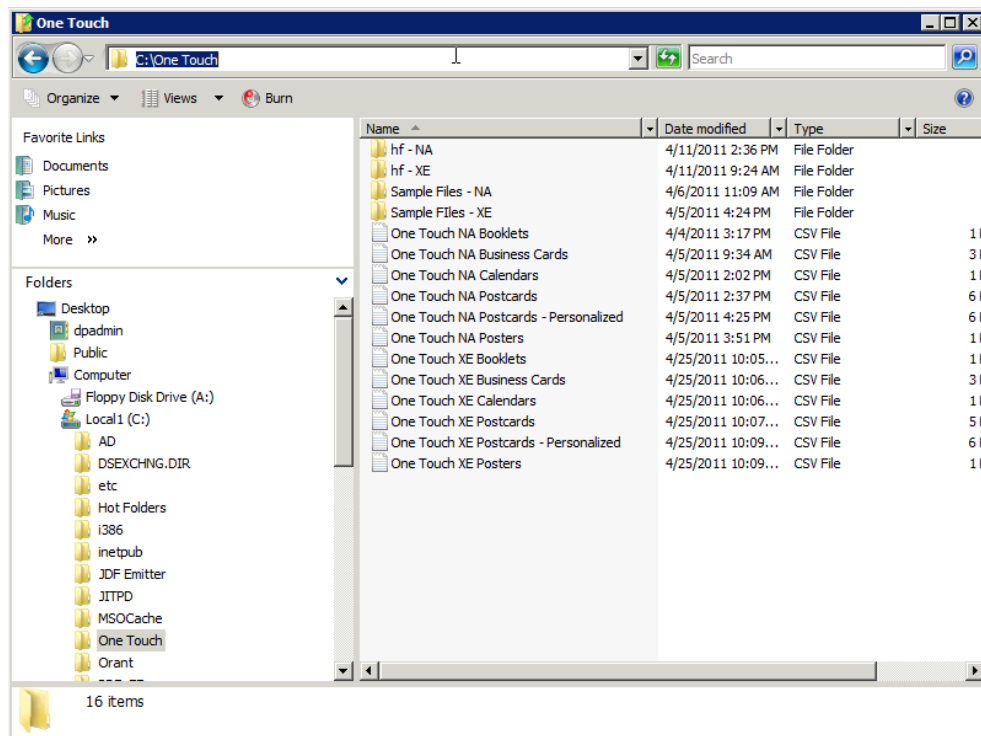 One Touch
C:\One Touch
Search
Organize Views Burn
Favorite Links
Documents
Pictures
Music
More »
Folders
Desktop
dpadmin
Public
Computer
Floppy Disk Drive (A:)
Local1 (C:)
AD
DSEXCHNG.DIR
etc
Hot Folders
i386
inetpub
JDF Emitter
JITPD
MSOCache
One Touch
Orant
Name Date modified Type Size
hf - NA 4/11/2011 2:36 PM File Folder
hf - XE 4/11/2011 9:24 AM File Folder
Sample Files - NA 4/6/2011 11:09 AM File Folder
Sample FIles - XE 4/5/2011 4:24 PM File Folder
One Touch NA Booklets 4/4/2011 3:17 PM CSV File 1
One Touch NA Business Cards 4/5/2011 9:34 AM CSV File 3
One Touch NA Calendars 4/5/2011 2:02 PM CSV File 1
One Touch NA Postcards 4/5/2011 2:37 PM CSV File 6
One Touch NA Postcards - Personalized 4/5/2011 4:25 PM CSV File 6
One Touch NA Posters 4/5/2011 3:51 PM CSV File 1
One Touch XE Booklets 4/25/2011 10:05... CSV File 1
One Touch XE Business Cards 4/25/2011 10:06... CSV File 3
One Touch XE Calendars 4/25/2011 10:06... CSV File 1
One Touch XE Postcards 4/25/2011 10:07... CSV File 5
One Touch XE Postcards - Personalized 4/25/2011 10:09... CSV File 6
One Touch XE Posters 4/25/2011 10:09... CSV File 1
16 items